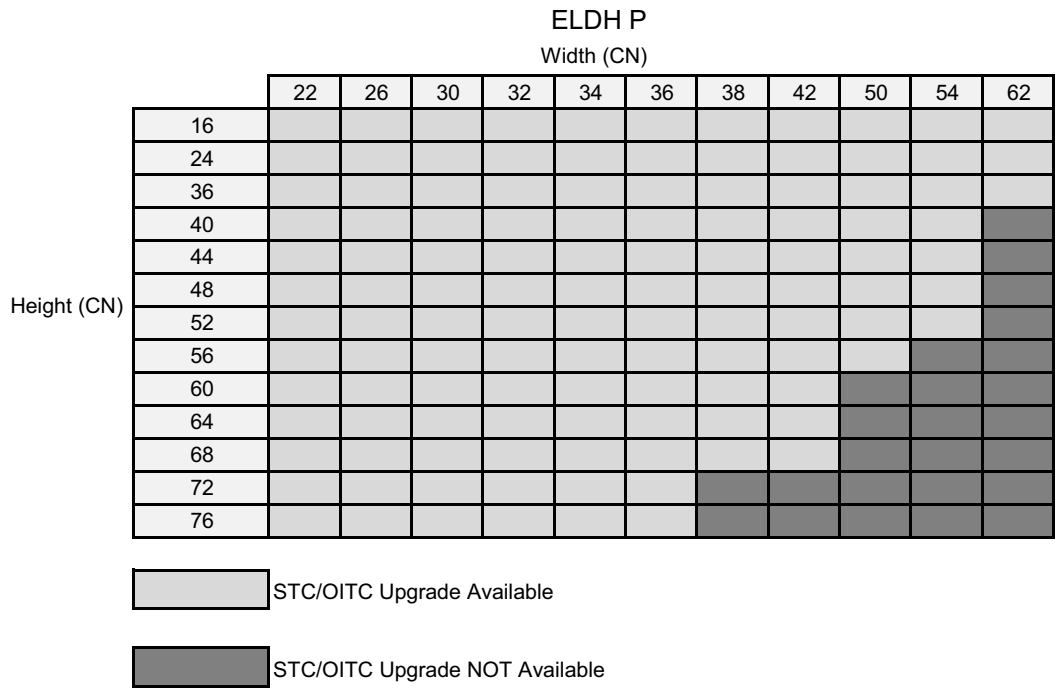 ELDH P
Width (CN)
22 26 30 32 34 36 38 42 50 54 62
16
24
36
40
44
48
Height (CN)
52
56
60
64
68
72
76
STC/OITC Upgrade Available
STC/OITC Upgrade NOT Available